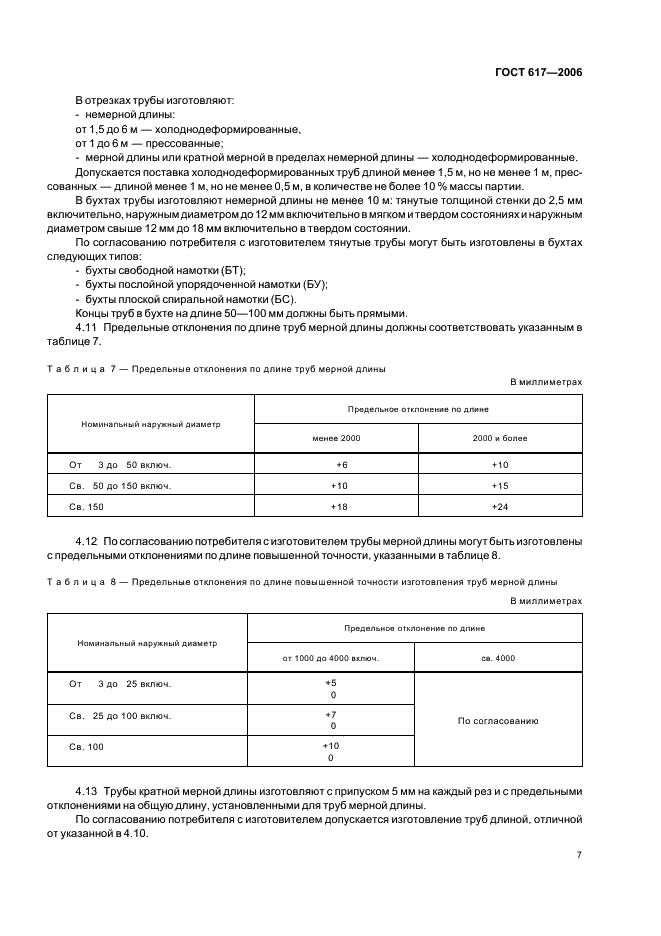 ГОСТ 617—2006
В отрезках трубы изготовляют:
- немерной длины:
от 1,5 до 6 м — холоднодеформированные,
от 1 до 6 м — прессованные;
- мерной длины или кратной мерной в пределах немерной длины — холоднодеформированные.
Допускается поставка холоднодеформированных труб длиной менее 1,5 м, но не менее 1 м, прес-
сованных — длиной менее 1 м, но не менее 0,5 м, в количестве не более 10 % массы партии.
В бухтах трубы изготовляют немерной длины не менее 10 м: тянутые толщиной стенки до 2,5 мм
включительно, наружным диаметром до 12 мм включительно в мягком и твердом состояниях и наружным
диаметром свыше 12 мм до 18 мм включительно в твердом состоянии.
По согласованию потребителя с изготовителем тянутые трубы могут быть изготовлены в бухтах
следующих типов:
- бухты свободной намотки (БТ);
- бухты послойной упорядоченной намотки (БУ);
- бухты плоской спиральной намотки (БС).
Концы труб в бухте на длине 50—100 мм должны быть прямыми.
4.11 Предельные отклонения по длине труб мерной длины должны соответствовать указанным в
таблице 7.
Т а б л и ц а 7 — Предельные отклонения по длине труб мерной длины
В миллиметрах
Номинальный наружный диаметр
Предельное отклонение по длине
менее 2000 2000 и более
От 3 до 50 включ. +6 +10
Св. 50 до 150 включ. +10 +15
Св. 150 +18 +24
4.12 По согласованию потребителя с изготовителем трубы мерной длины могут быть изготовлены
с предельными отклонениями по длине повышенной точности, указанными в таблице 8.
Т а б л и ц а 8 — Предельные отклонения по длине повышенной точности изготовления труб мерной длины
В миллиметрах
Номинальный наружный диаметр
Предельное отклонение по длине
от 1000 до 4000 включ. св. 4000
От 3 до 25 включ. +5
0
Св. 25 до 100 включ. +7
0
По согласованию
Св. 100 +10
0
4.13 Трубы кратной мерной длины изготовляют с припуском 5 мм на каждый рез и с предельными
отклонениями на общую длину, установленными для труб мерной длины.
По согласованию потребителя с изготовителем допускается изготовление труб длиной, отличной
от указанной в 4.10.
7